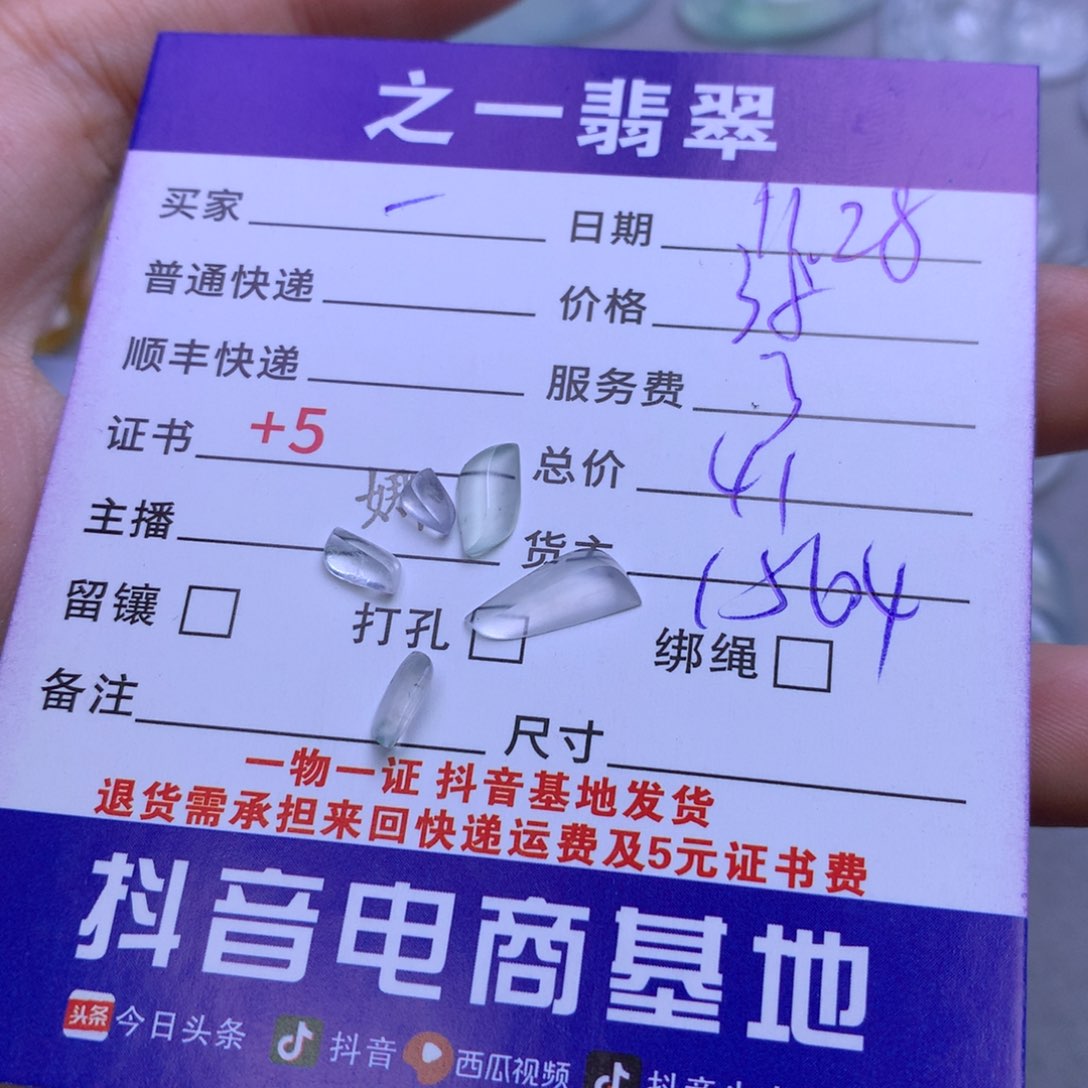 之一翡翠
买家 一 日期 11.28
普通快递 价格 38
顺丰快递 服务费 3
证书 +5 总价 41
主播 娜 货主 1564
留镶 打孔 绑绳
备注 尺寸
一物一证 抖音基地发货
退货需承担来回快递运费及5元证书费
抖音电商基地
头条 今日头条 抖音 西瓜视频